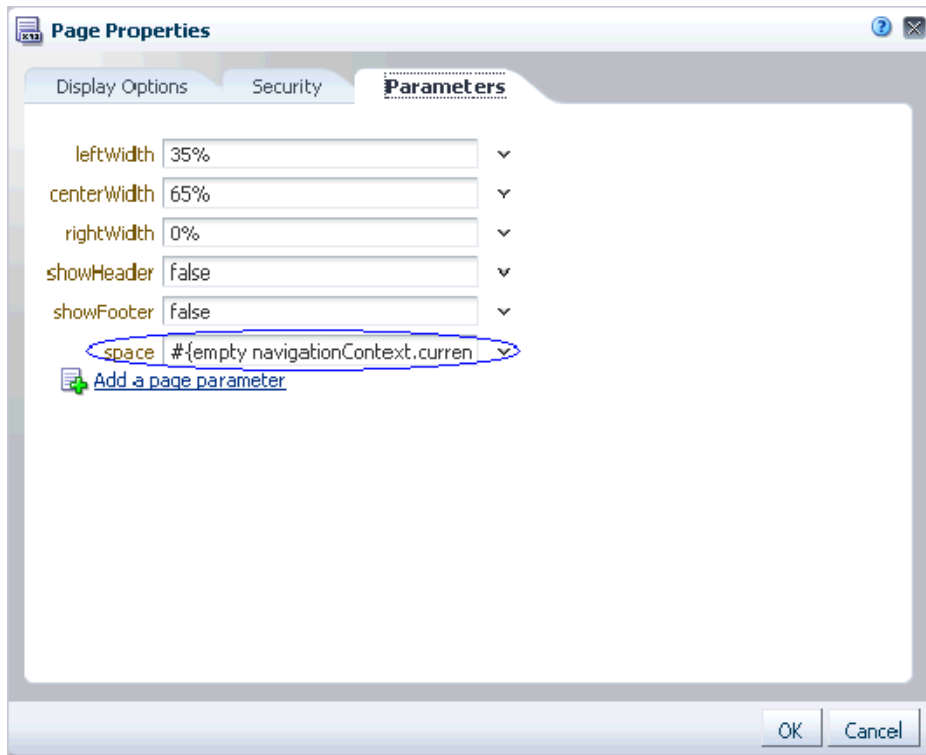 Page Properties
Display Options Security Parameters
leftWidth 35%
centerWidth 65%
rightWidth 0%
showHeader false
showFooter false
space #{empty navigationContext.curren
Add a page parameter
OK Cancel